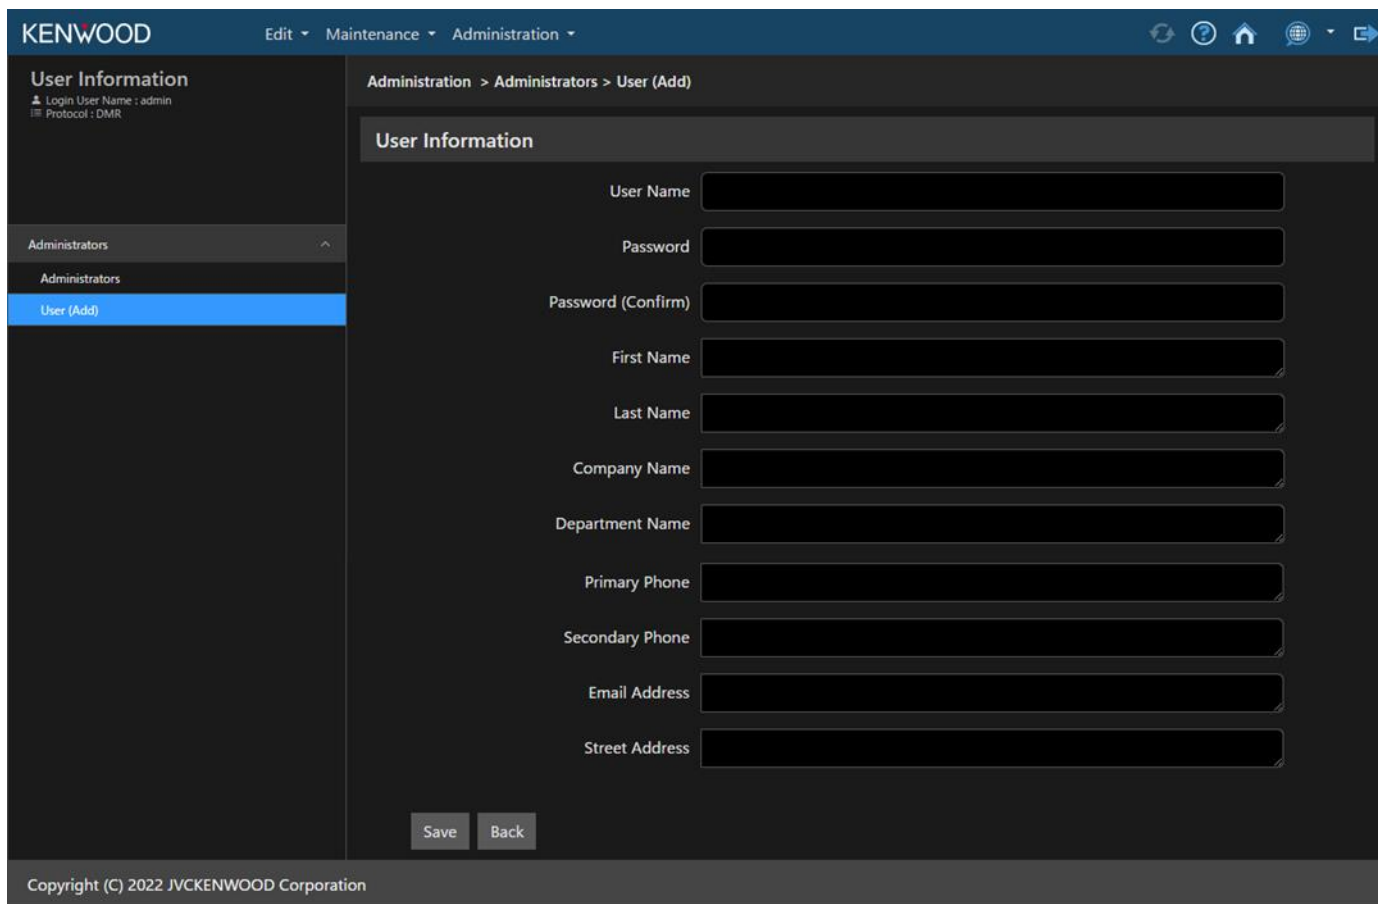 KENWOOD Edit Maintenance Administration
User Information
Login User Name : admin
Protocol : DMR
Administrators
Administrators
User (Add)
Administration > Administrators > User (Add)
User Information
User Name
Password
Password (Confirm)
First Name
Last Name
Company Name
Department Name
Primary Phone
Secondary Phone
Email Address
Street Address
Save Back
Copyright (C) 2022 JVCKENWOOD Corporation